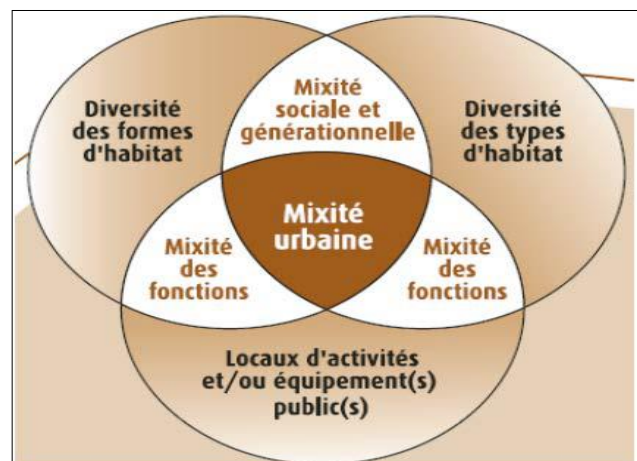 Mixité
sociale et
générationnelle
Diversité
des formes
d'habitat
Diversité
des types
d'habitat
Mixité
urbaine
Mixité
des
fonctions
Mixité
des
fonctions
Locaux d'activités
et/ou équipement(s)
public(s)